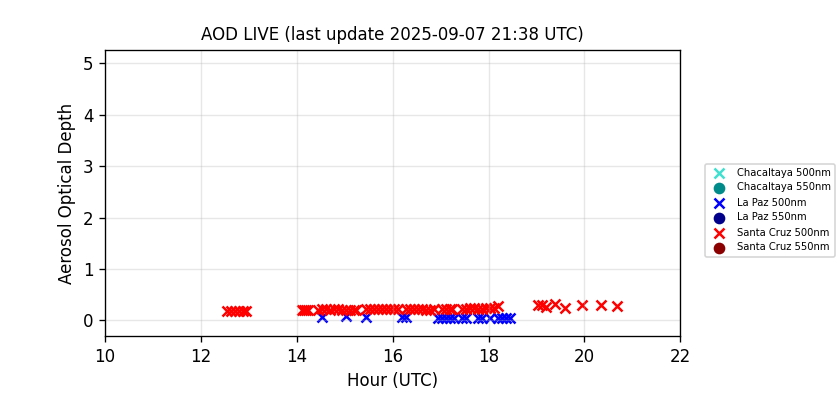 AOD LIVE (last update 2025-09-07 21:38 UTC)
Aerosol Optical Depth
5
4
3
2
1
0
10 12 14 16 18 20 22
Hour (UTC)
Chacaltaya 500nm
Chacaltaya 550nm
La Paz 500nm
La Paz 550nm
Santa Cruz 500nm
Santa Cruz 550nm